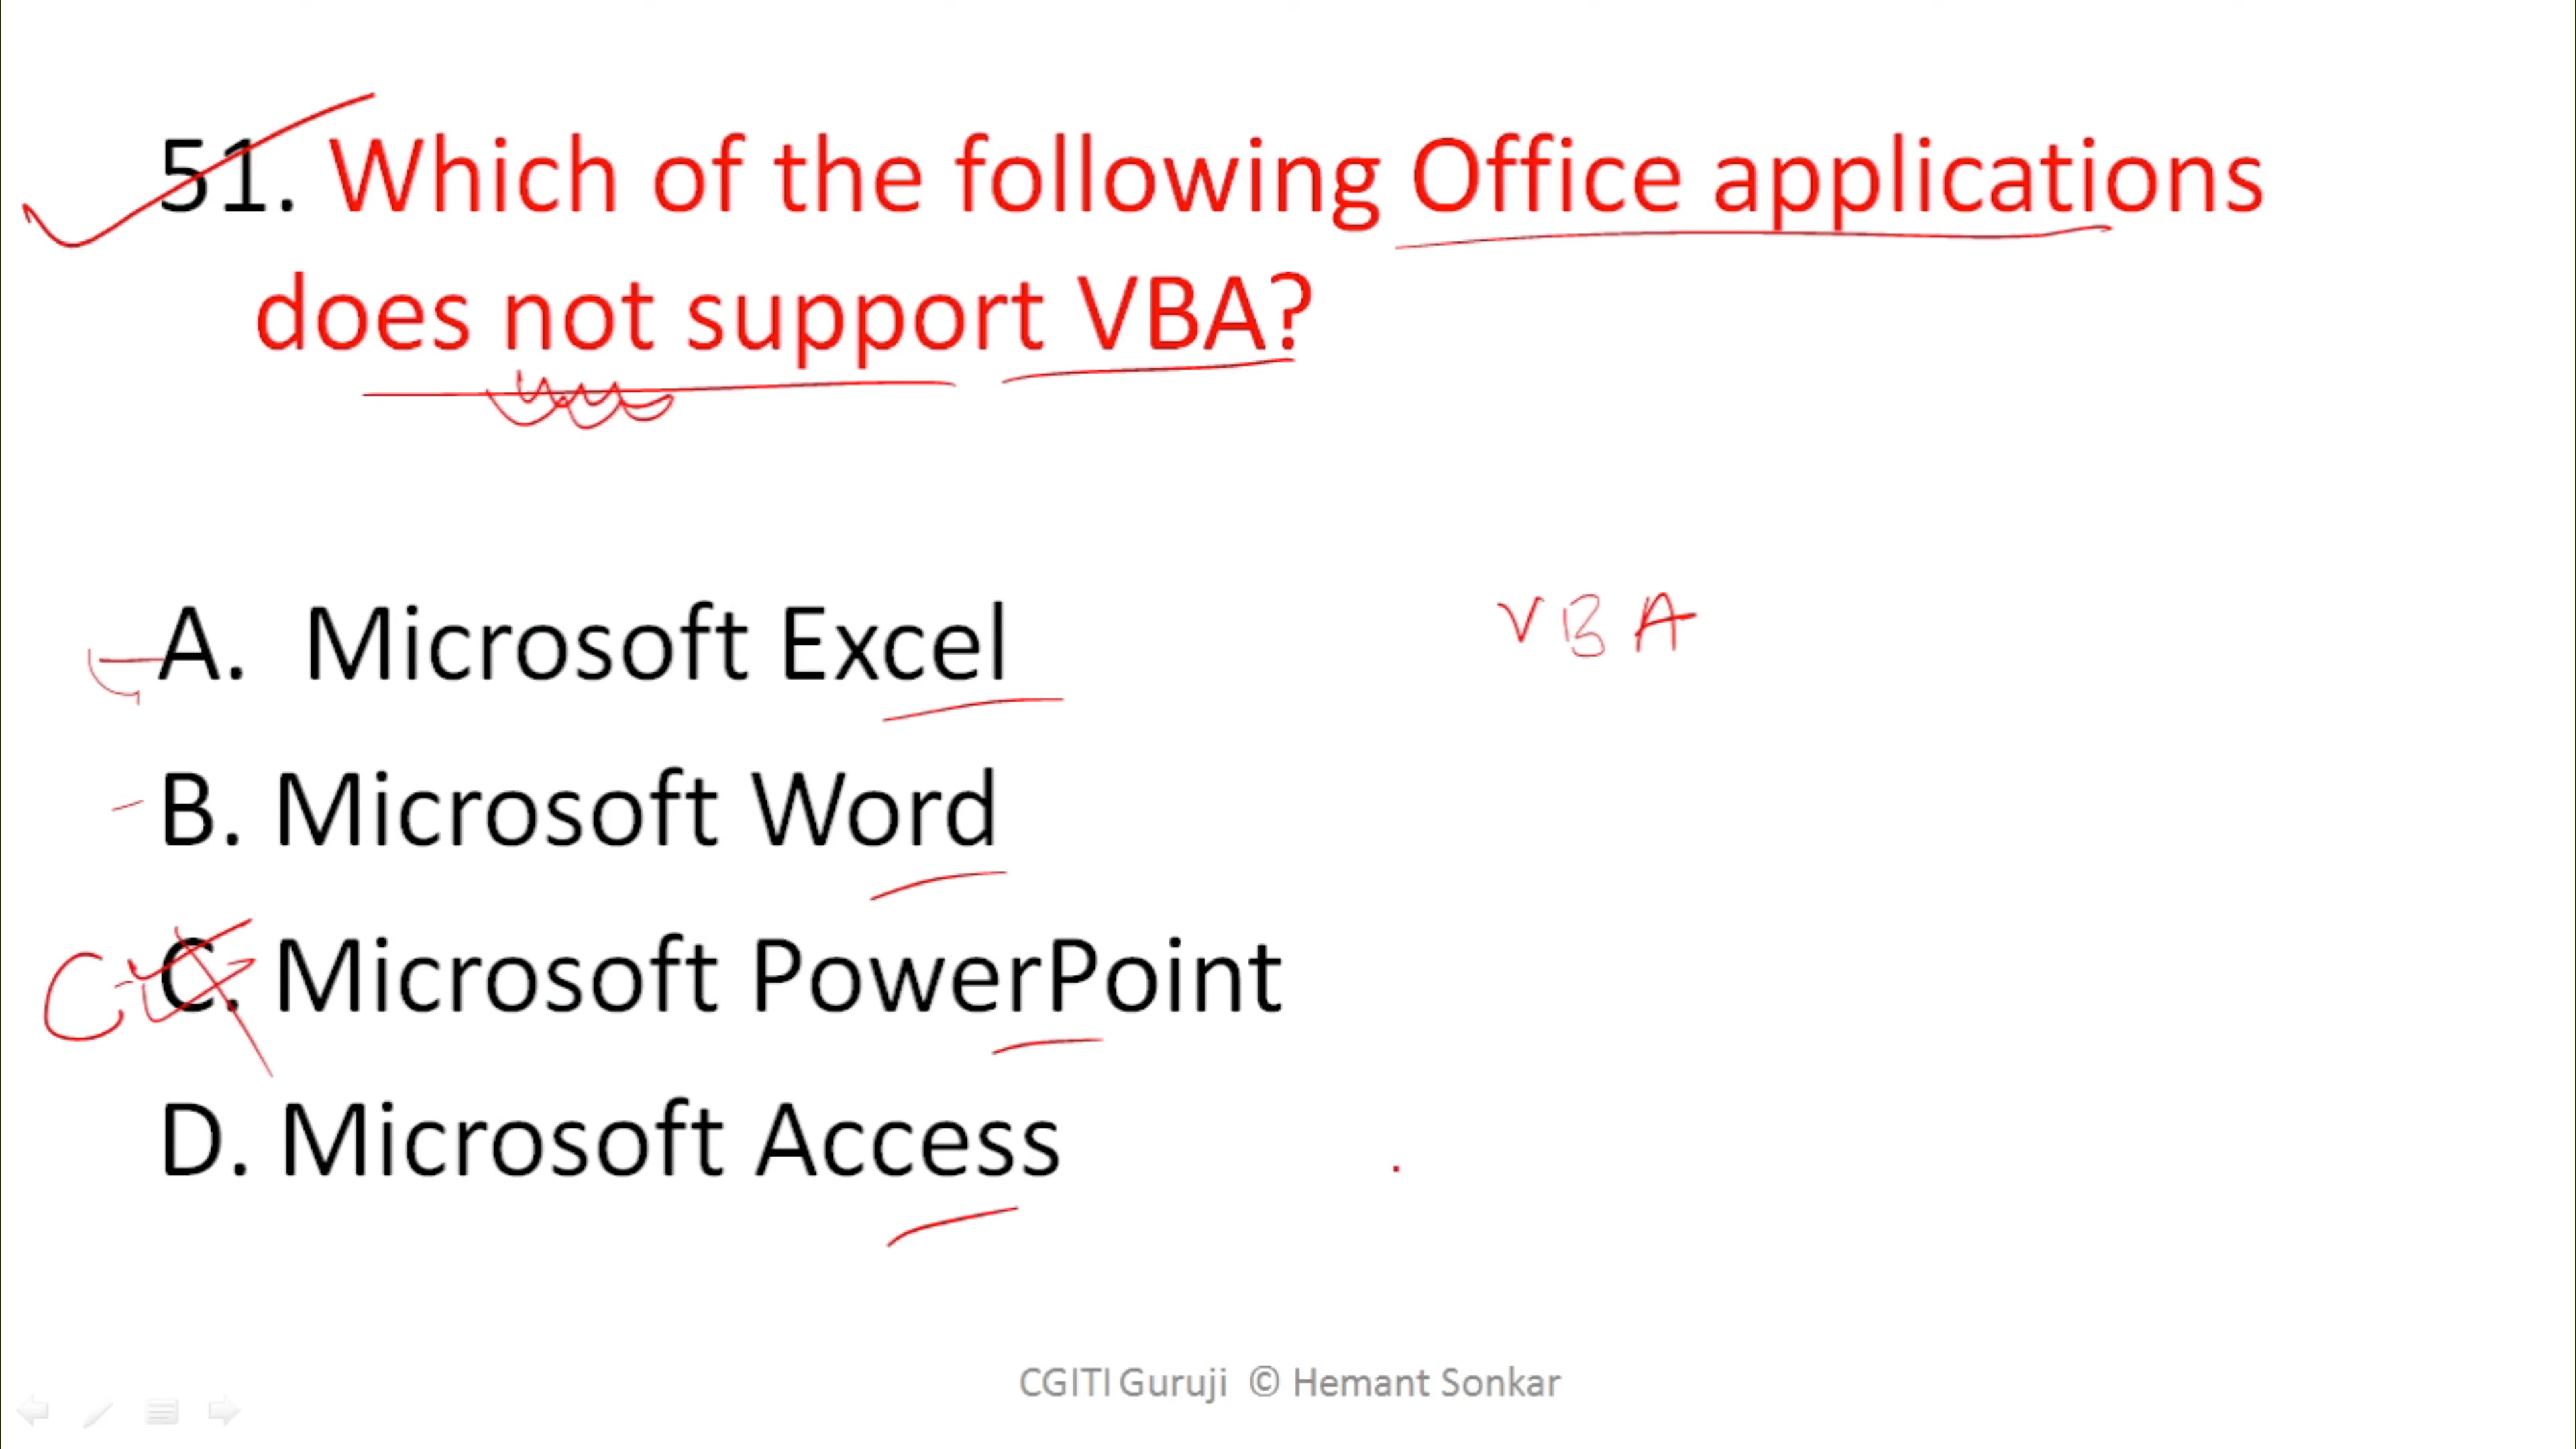 51. Which of the following Office applications
does not support VBA?
A. Microsoft Excel
VBA
B. Microsoft Word
C C. Microsoft PowerPoint
D. Microsoft Access
CGITI Guruji © Hemant Sonkar